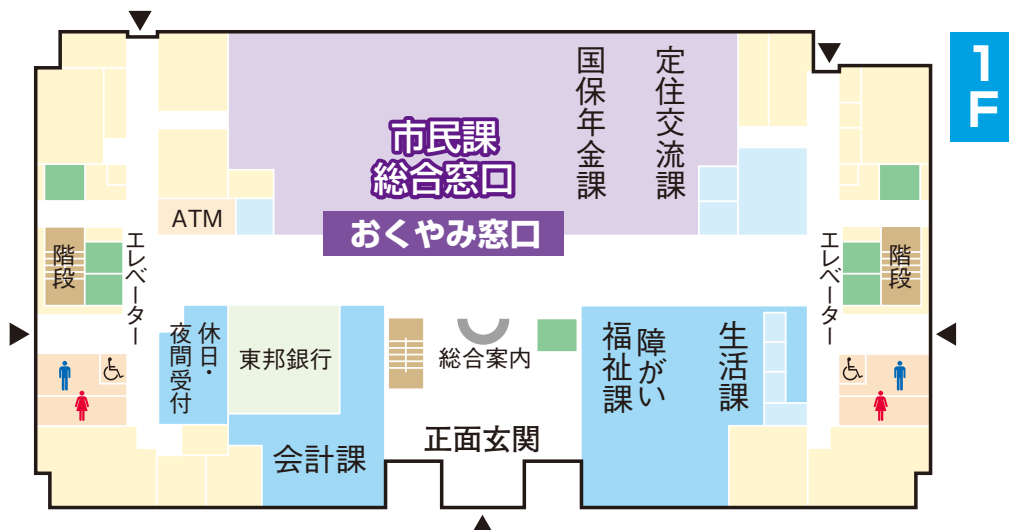 1F
市民課
総合窓口
おくやみ窓口
国保年金課
定住交流課
ATM
階段
エレベーター
エレベーター
階段
休日・
夜間受付
東邦銀行
会計課
総合案内
正面玄関
障がい
福祉課
生活課